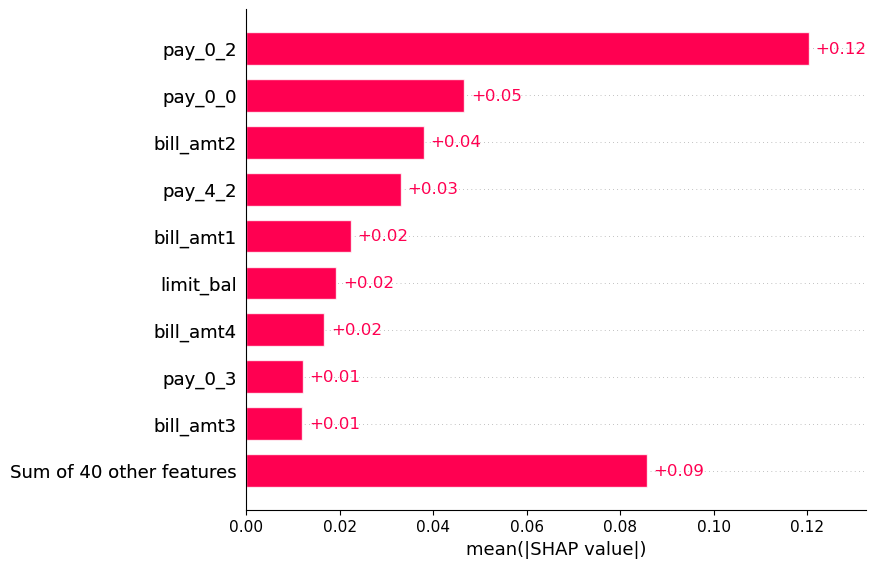 pay_0_2 +0.12
pay_0_0 +0.05
bill_amt2 +0.04
pay_4_2 +0.03
bill_amt1 +0.02
limit_bal +0.02
bill_amt4 +0.02
pay_0_3 +0.01
bill_amt3 +0.01
Sum of 40 other features +0.09
0.00 0.02 0.04 0.06 0.08 0.10 0.12
mean(|SHAP value|)